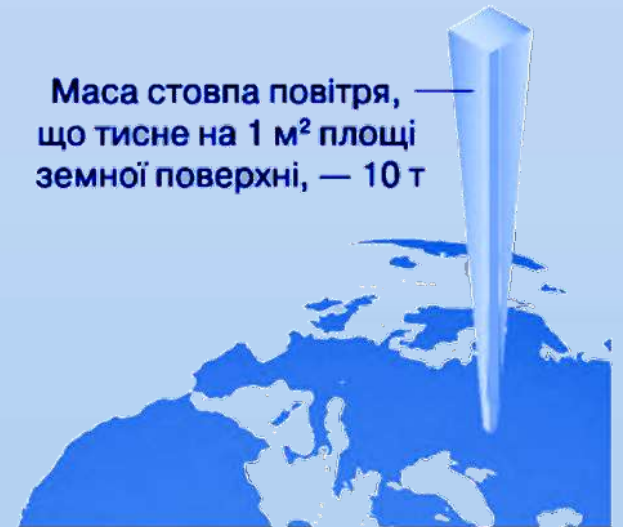 Маса стовпа повітря,
що тисне на 1 м² площі
земної поверхні, — 10 т